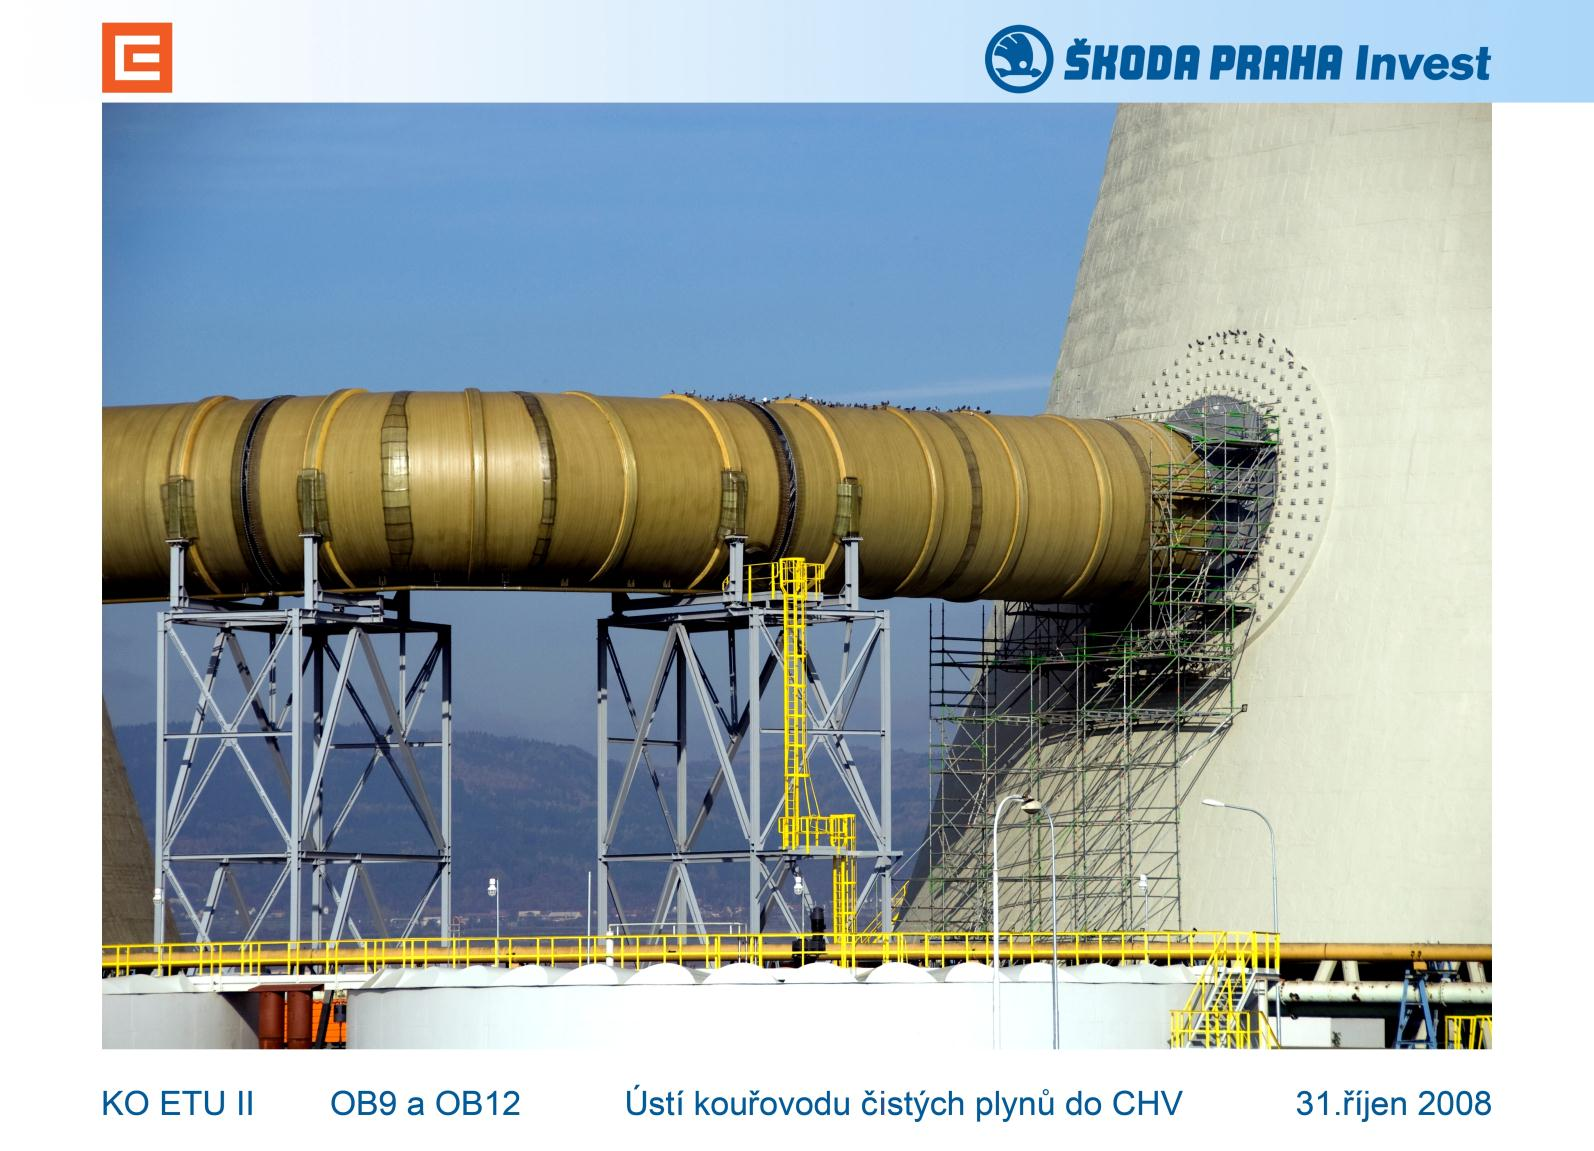 ŠKODA PRAHA Invest
KO ETU II OB9 a OB12 Ústí kouřovodu čistých plynů do CHV 31.říjen 2008